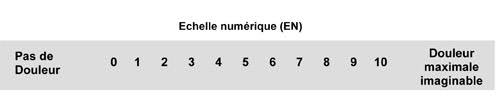 Echelle numérique (EN)
Pas de
Douleur
0 1 2 3 4 5 6 7 8 9 10
Douleur
maximale
imaginable